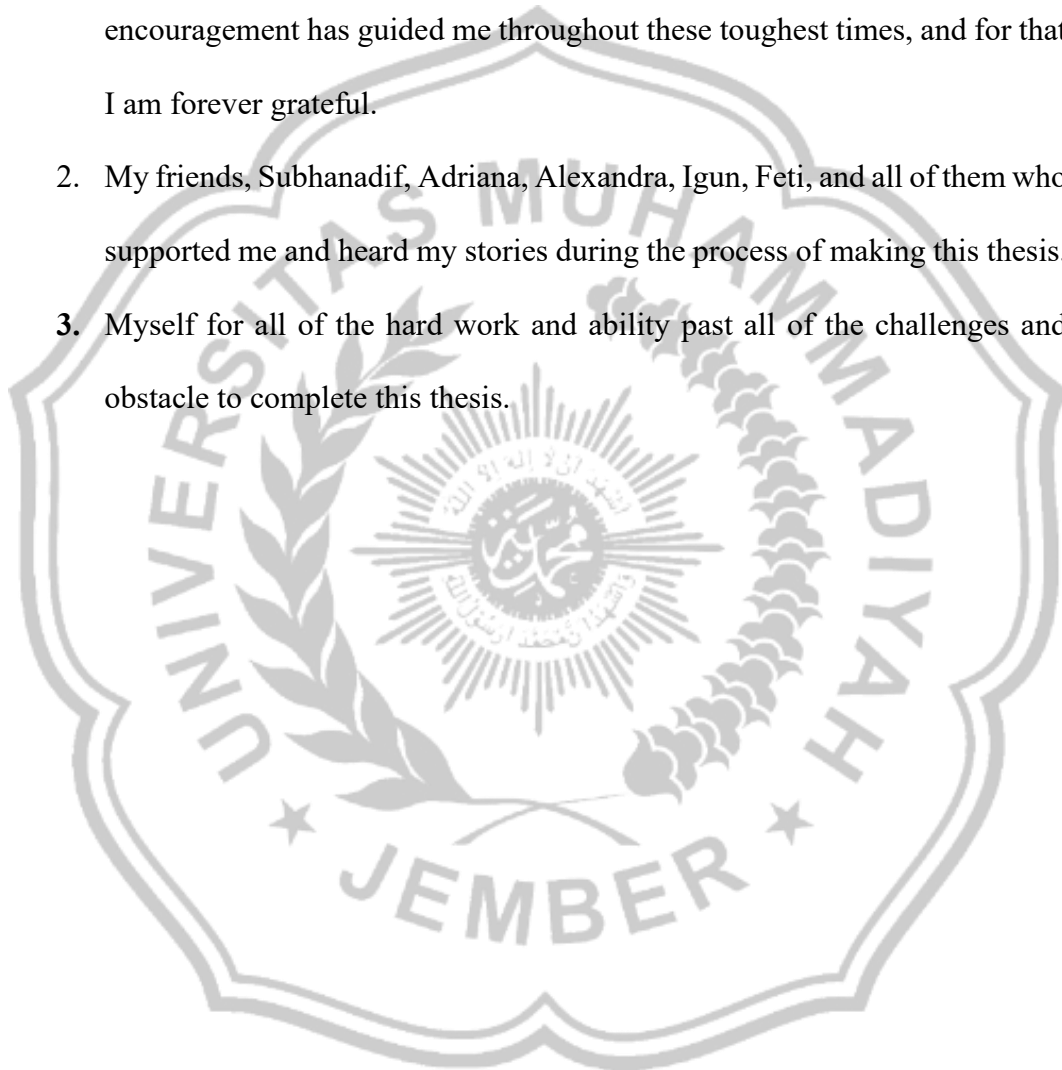 encouragement has guided me throughout these toughest times, and for that
I am forever grateful.
2. My friends, Subhanadif, Adriana, Alexandra, Igun, Feti, and all of them who
supported me and heard my stories during the process of making this thesis.
3. Myself for all of the hard work and ability past all of the challenges and
obstacle to complete this thesis.
UNIVERSITAS MUHAMMADIYAH
JEMBER